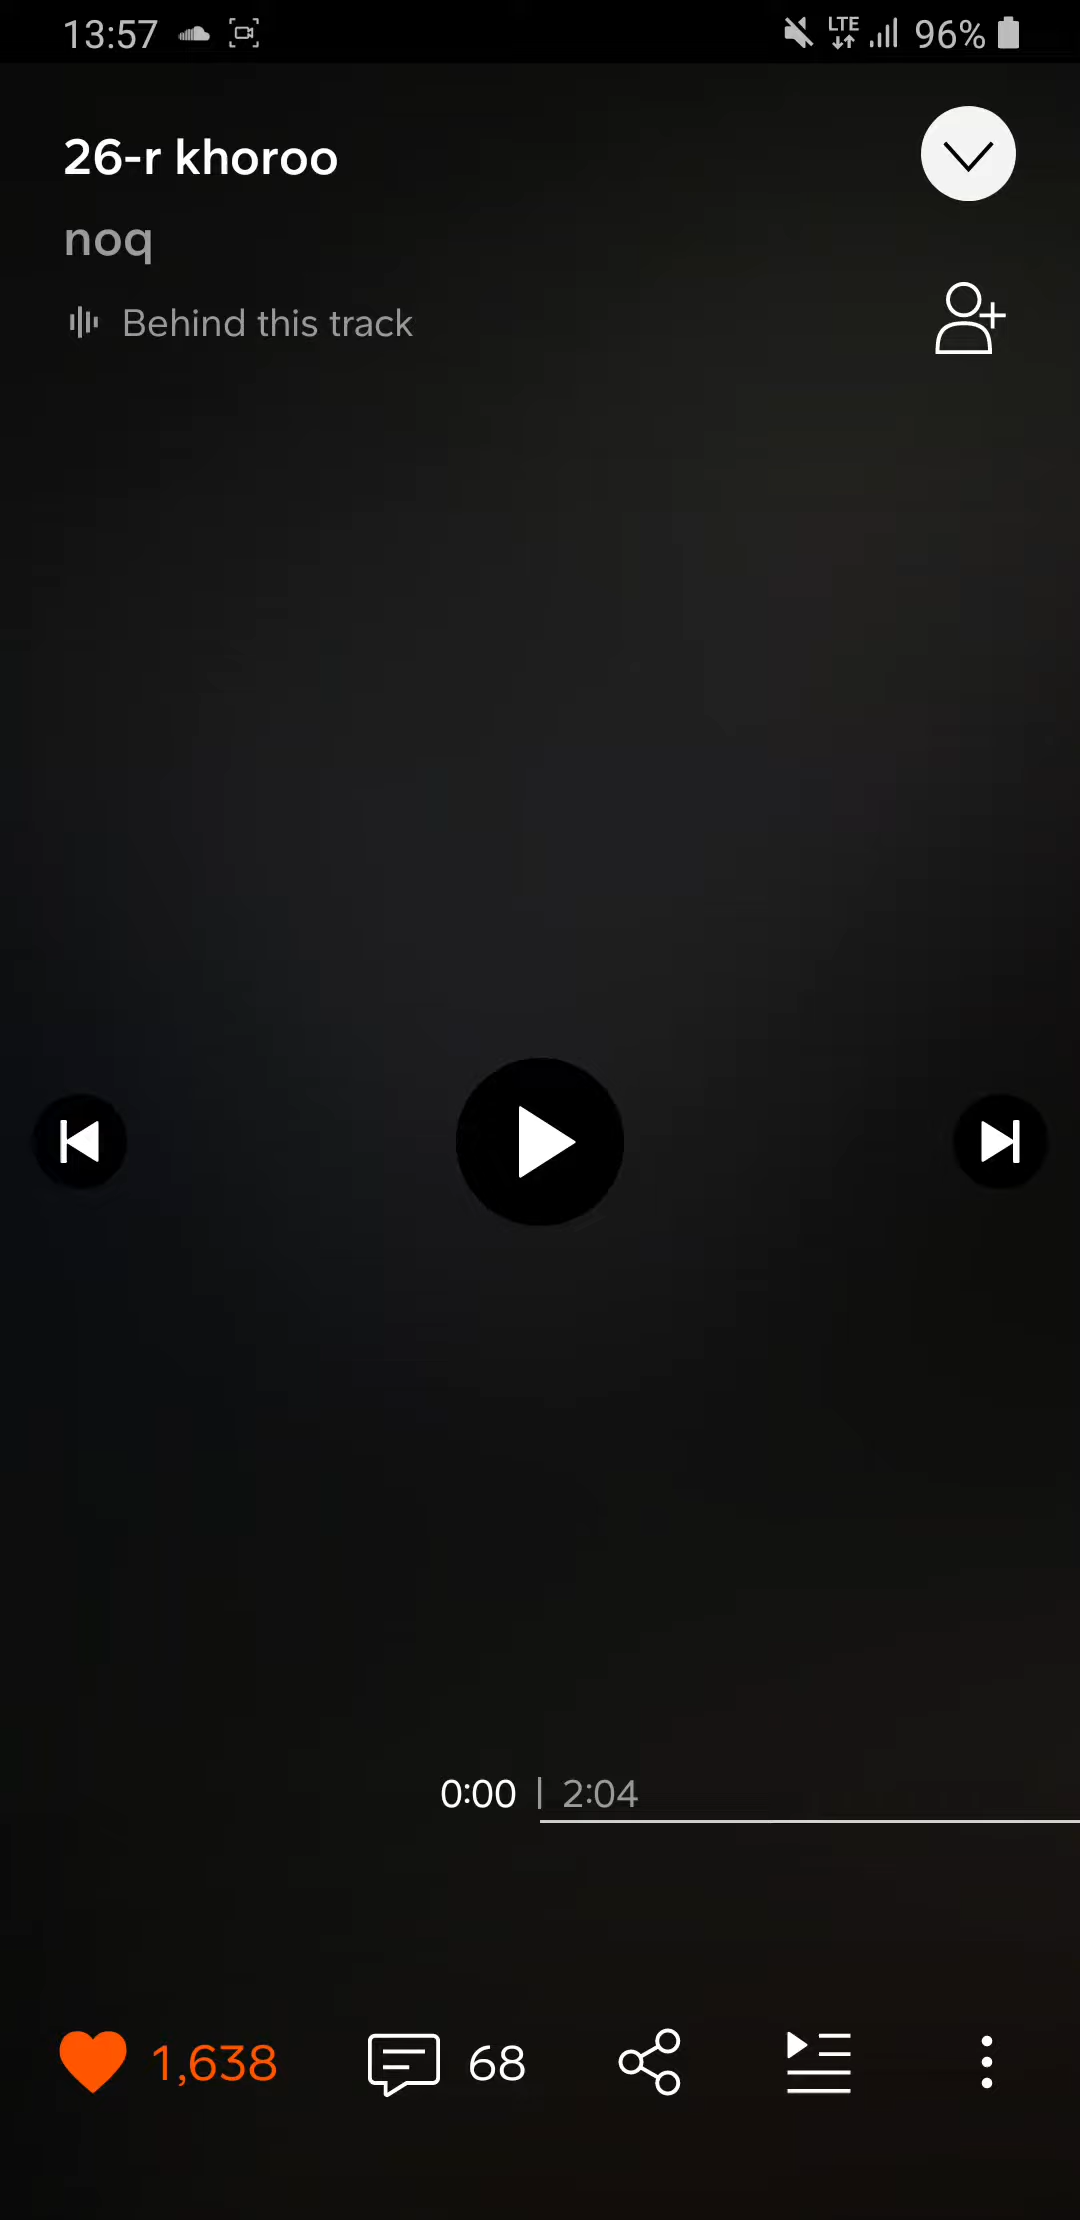 13:57 LTE 96%
26-r khoroo
noq
Behind this track
0:00 | 2:04
1,638 68